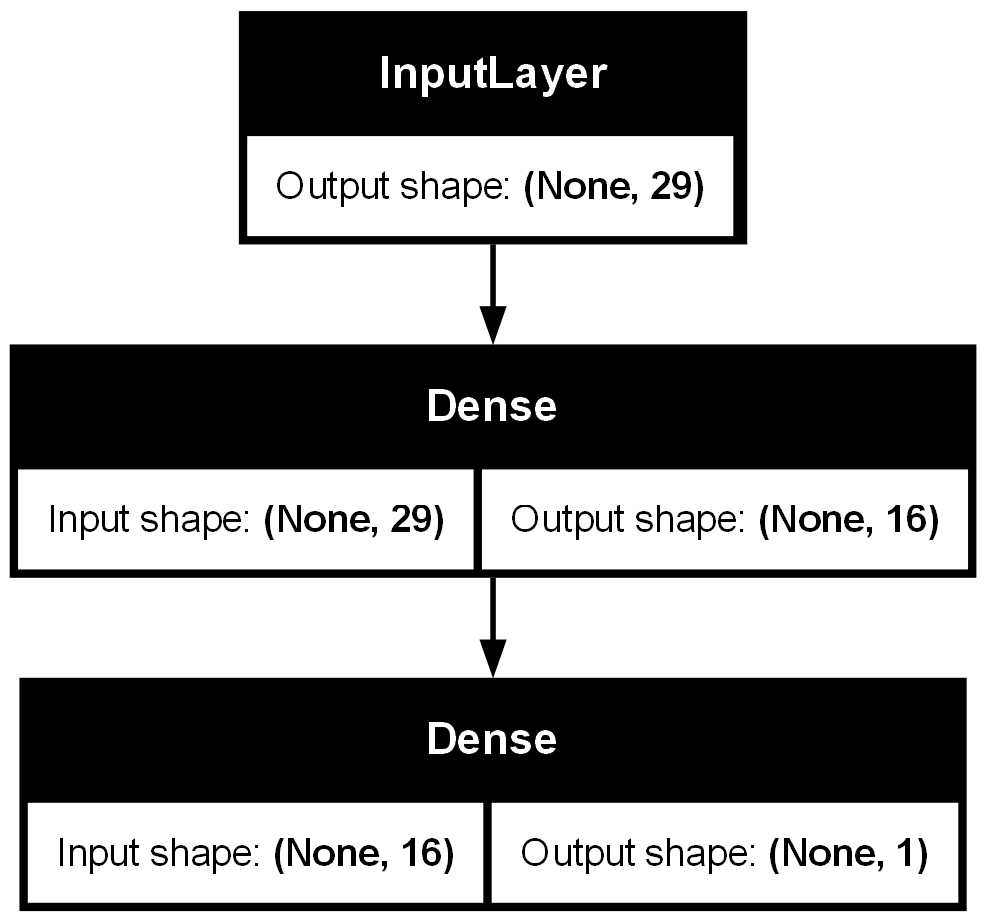 InputLayer
Output shape: (None, 29)
Dense
Input shape: (None, 29)
Output shape: (None, 16)
Dense
Input shape: (None, 16)
Output shape: (None, 1)